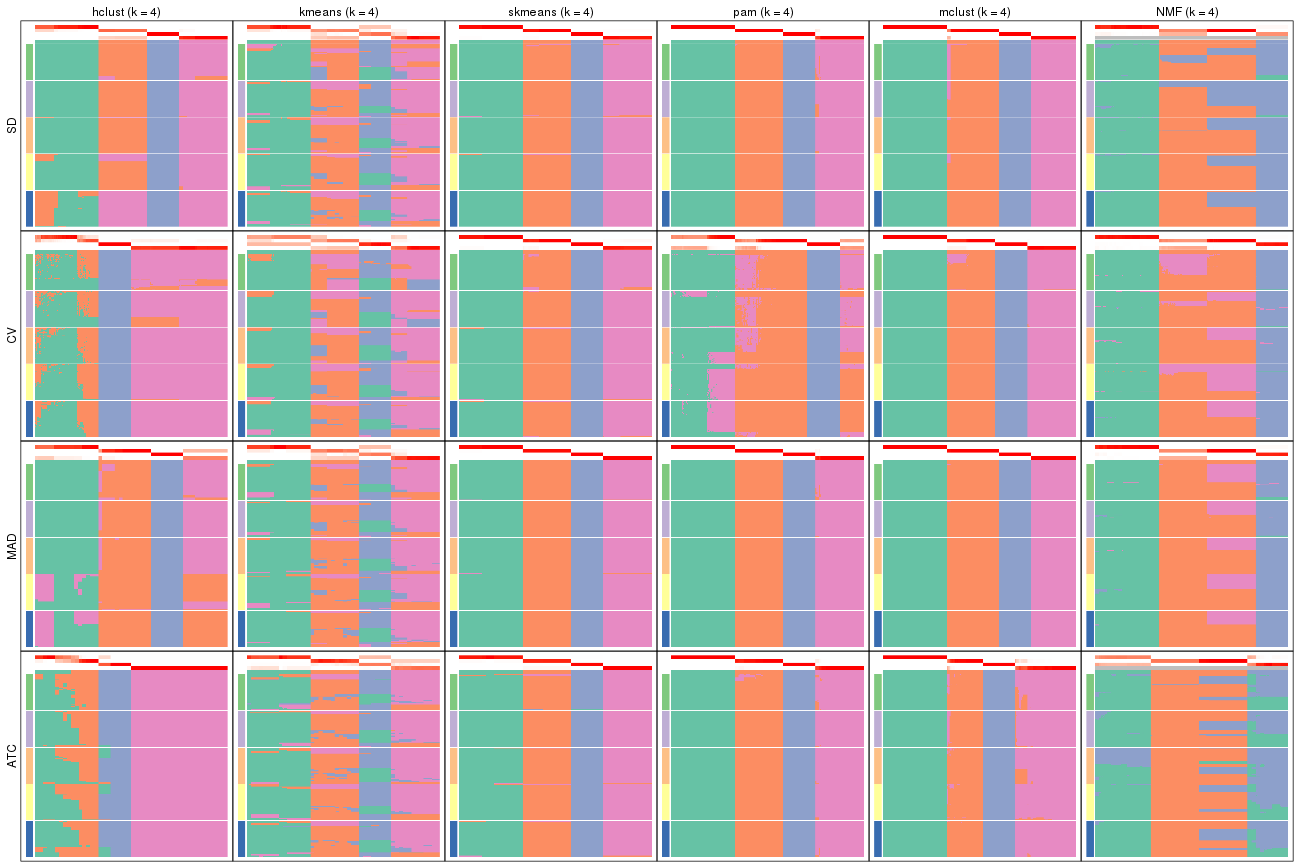 hclust (k = 4) kmeans (k = 4) skmeans (k = 4) pam (k = 4) mclust (k = 4) NMF (k = 4)
SD
CV
MAD
ATC